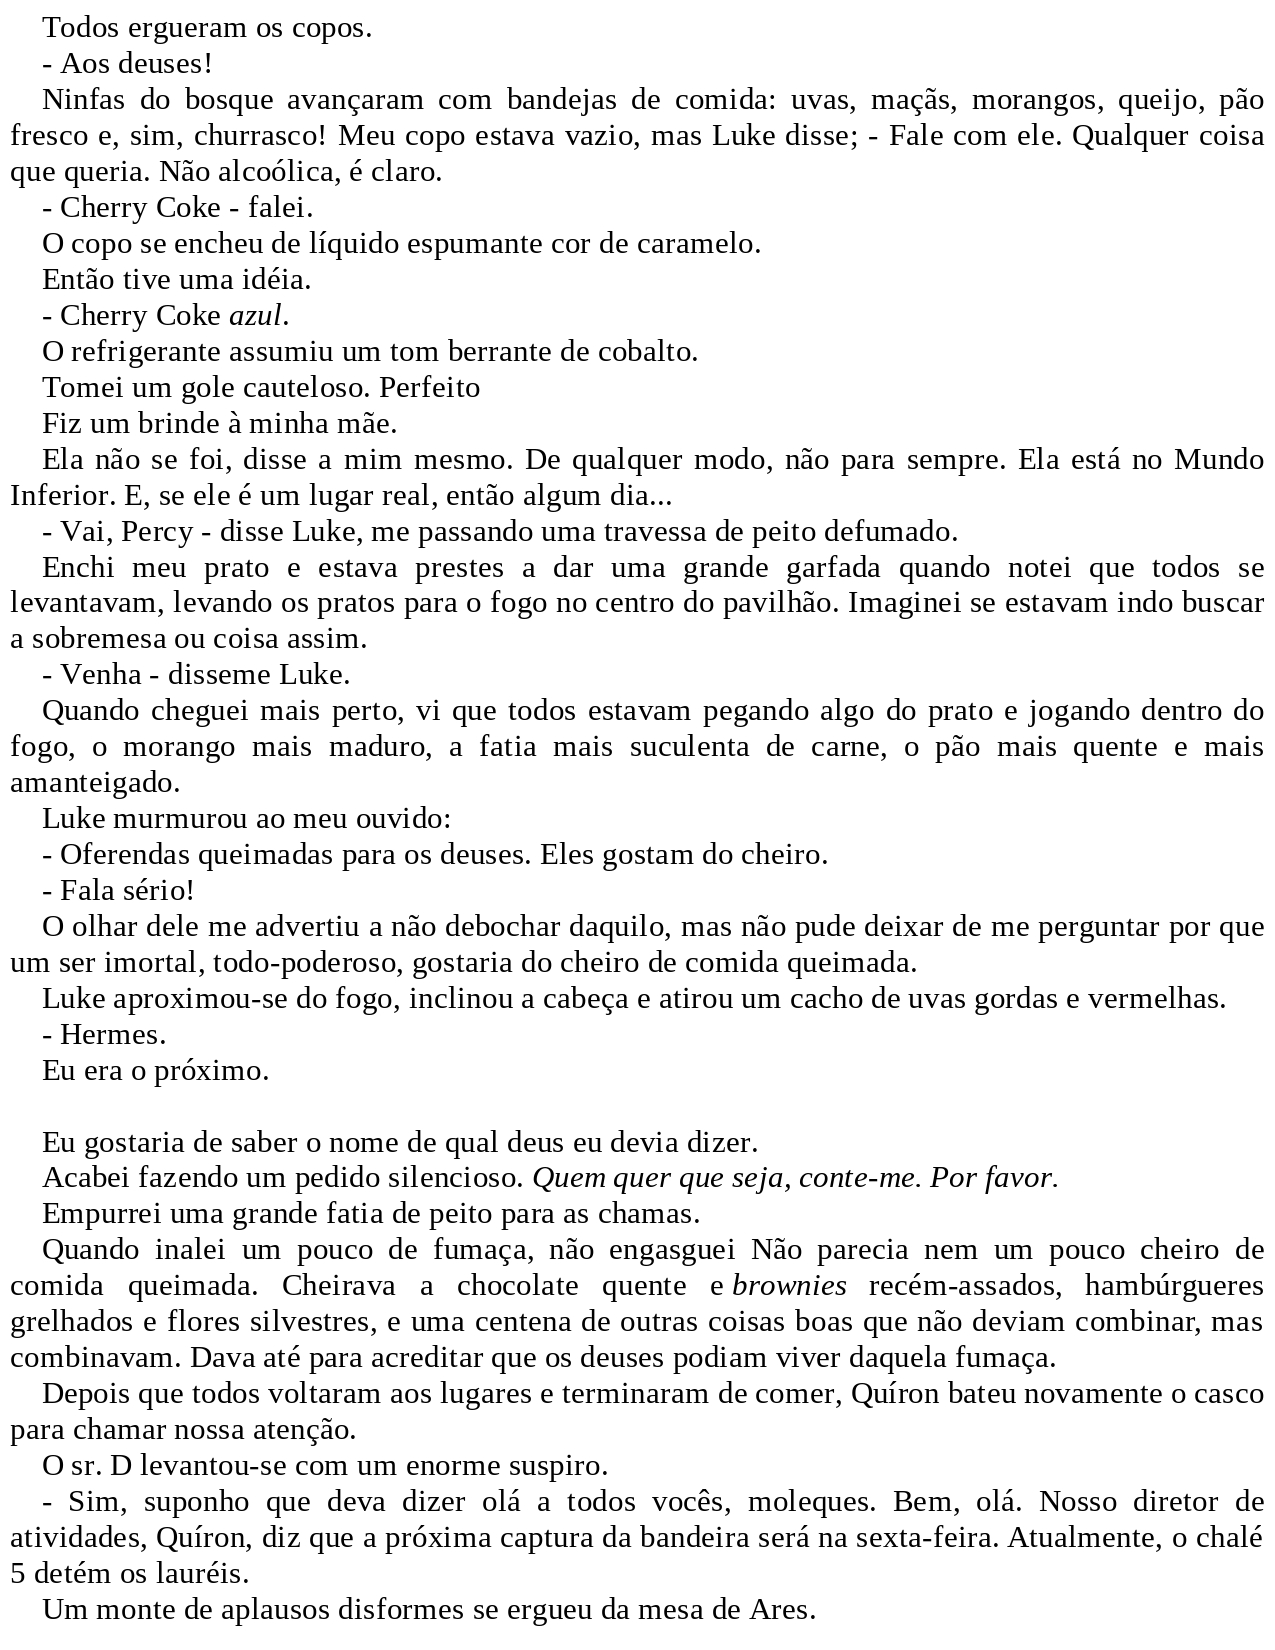 Todos ergueram os copos.
- Aos deuses!
Ninfas do bosque avançaram com bandejas de comida: uvas, maçãs, morangos, queijo, pão
fresco e, sim, churrasco! Meu copo estava vazio, mas Luke disse; - Fale com ele. Qualquer coisa
que queria. Não alcoólica, é claro.
- Cherry Coke - falei.
O copo se encheu de líquido espumante cor de caramelo.
Então tive uma idéia.
- Cherry Coke azul.
O refrigerante assumiu um tom berrante de cobalto.
Tomei um gole cauteloso. Perfeito
Fiz um brinde à minha mãe.
Ela não se foi, disse a mim mesmo. De qualquer modo, não para sempre. Ela está no Mundo
Inferior. E, se ele é um lugar real, então algum dia...
- Vai, Percy - disse Luke, me passando uma travessa de peito defumado.
Enchi meu prato e estava prestes a dar uma grande garfada quando notei que todos se
levantavam, levando os pratos para o fogo no centro do pavilhão. Imaginei se estavam indo buscar
a sobremesa ou coisa assim.
- Venha - disseme Luke.
Quando cheguei mais perto, vi que todos estavam pegando algo do prato e jogando dentro do
fogo, o morango mais maduro, a fatia mais suculenta de carne, o pão mais quente e mais
amanteigado.
Luke murmurou ao meu ouvido:
- Oferendas queimadas para os deuses. Eles gostam do cheiro.
- Fala sério!
O olhar dele me advertiu a não debochar daquilo, mas não pude deixar de me perguntar por que
um ser imortal, todo-poderoso, gostaria do cheiro de comida queimada.
Luke aproximou-se do fogo, inclinou a cabeça e atirou um cacho de uvas gordas e vermelhas.
- Hermes.
Eu era o próximo.
Eu gostaria de saber o nome de qual deus eu devia dizer.
Acabei fazendo um pedido silencioso. Quem quer que seja, conte-me. Por favor.
Empurrei uma grande fatia de peito para as chamas.
Quando inalei um pouco de fumaça, não engasguei Não parecia nem um pouco cheiro de
comida queimada. Cheirava a chocolate quente e brownies recém-assados, hambúrgueres
grelhados e flores silvestres, e uma centena de outras coisas boas que não deviam combinar, mas
combinavam. Dava até para acreditar que os deuses podiam viver daquela fumaça.
Depois que todos voltaram aos lugares e terminaram de comer, Quíron bateu novamente o casco
para chamar nossa atenção.
O sr. D levantou-se com um enorme suspiro.
- Sim, suponho que deva dizer olá a todos vocês, moleques. Bem, olá. Nosso diretor de
atividades, Quíron, diz que a próxima captura da bandeira será na sexta-feira. Atualmente, o chalé
5 detém os lauréis.
Um monte de aplausos disformes se ergueu da mesa de Ares.